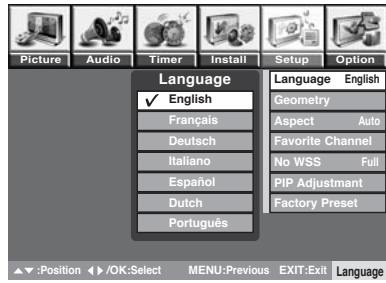 Picture Audio Timer Install Setup Option
Language
✓ English
Français
Deutsch
Italiano
Español
Dutch
Português
Language English
Geometry
Aspect Auto
Favorite Channel
No WSS Full
PIP Adjustmant
Factory Preset
▲▼ :Position ◀ ▶ /OK:Select MENU:Previous EXIT:Exit Language